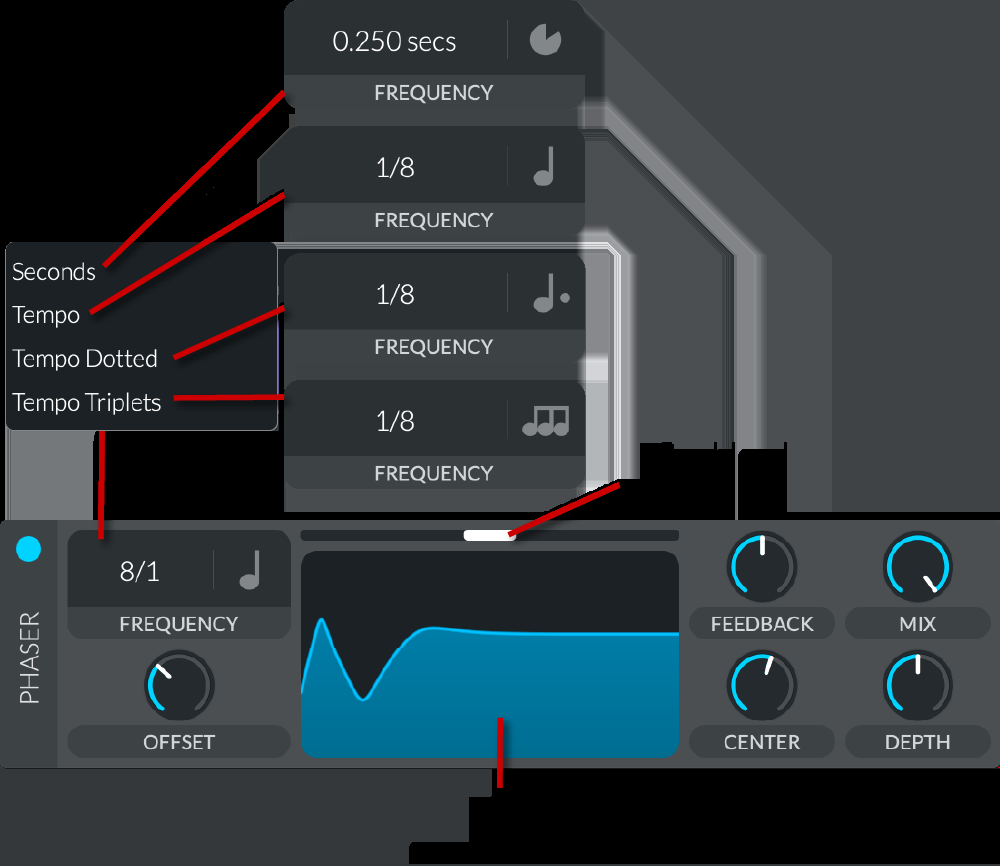 0.250 secs
FREQUENCY
1/8
FREQUENCY
1/8
FREQUENCY
1/8
FREQUENCY
Seconds
Tempo
Tempo Dotted
Tempo Triplets
PHASER
8/1
FREQUENCY
OFFSET
FEEDBACK
MIX
CENTER
DEPTH